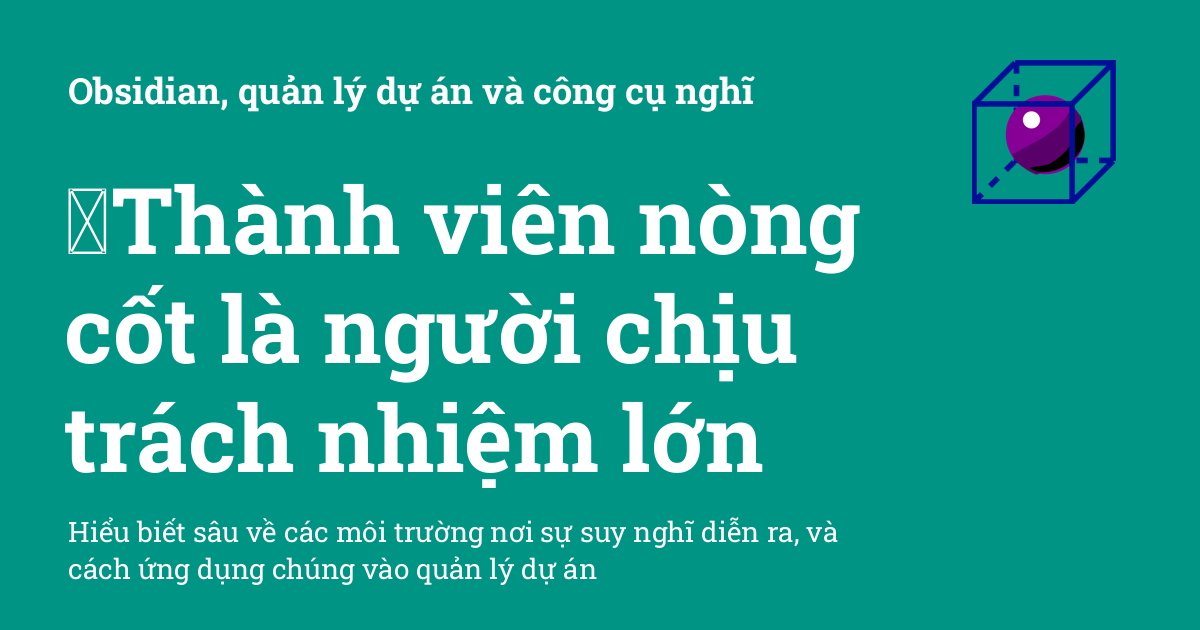 Obsidian, quản lý dự án và công cụ nghĩ
Thành viên nòng
cốt là người chịu
trách nhiệm lớn
Hiểu biết sâu về các môi trường nơi sự suy nghĩ diễn ra, và
cách ứng dụng chúng vào quản lý dự án